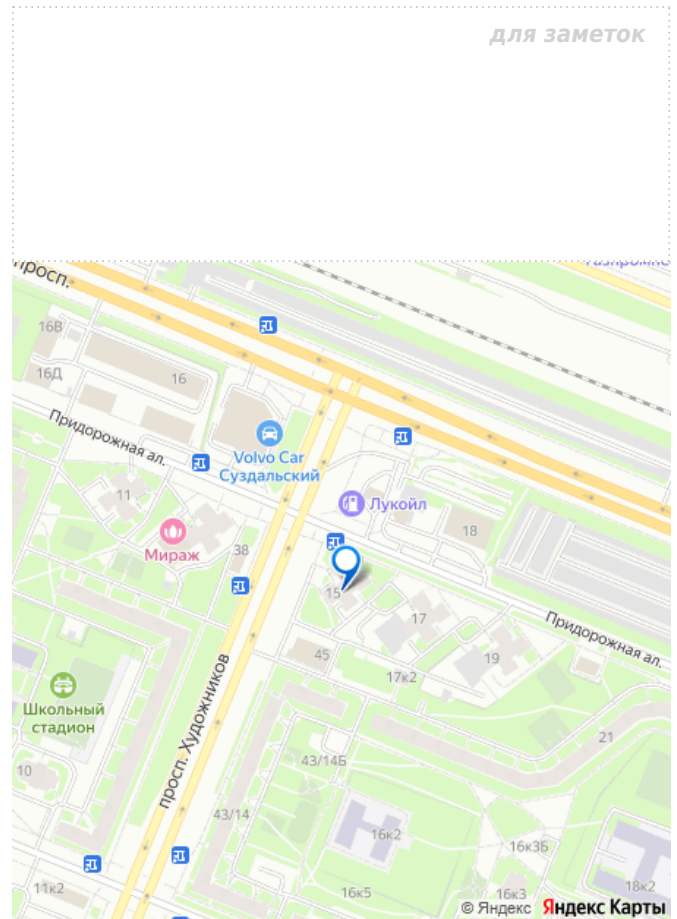 для заметок
просп.
16В
16Д
16
Придорожная ал.
Volvo Car
Суздальский
Лукойл
11
Мираж
38
18
15
17
Придорожная ал.
45
19
17к2
просп. Художников
Школьный
стадион
21
43/14Б
10
43/14
16к2
16к3Б
11к2
16к5
16к3
18к2
© Яндекс Яндекс Карты